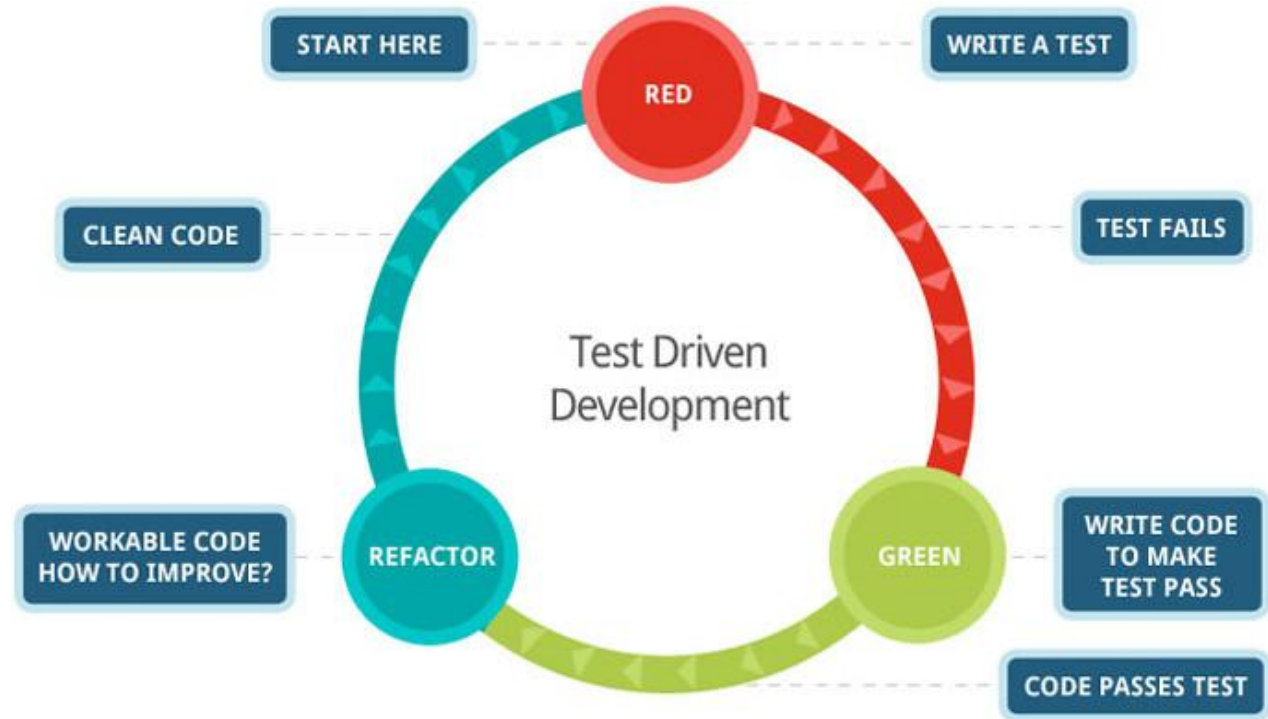 START HERE
WRITE A TEST
RED
CLEAN CODE
TEST FAILS
Test Driven
Development
WORKABLE CODE
HOW TO IMPROVE?
REFACTOR
GREEN
WRITE CODE
TO MAKE
TEST PASS
CODE PASSES TEST